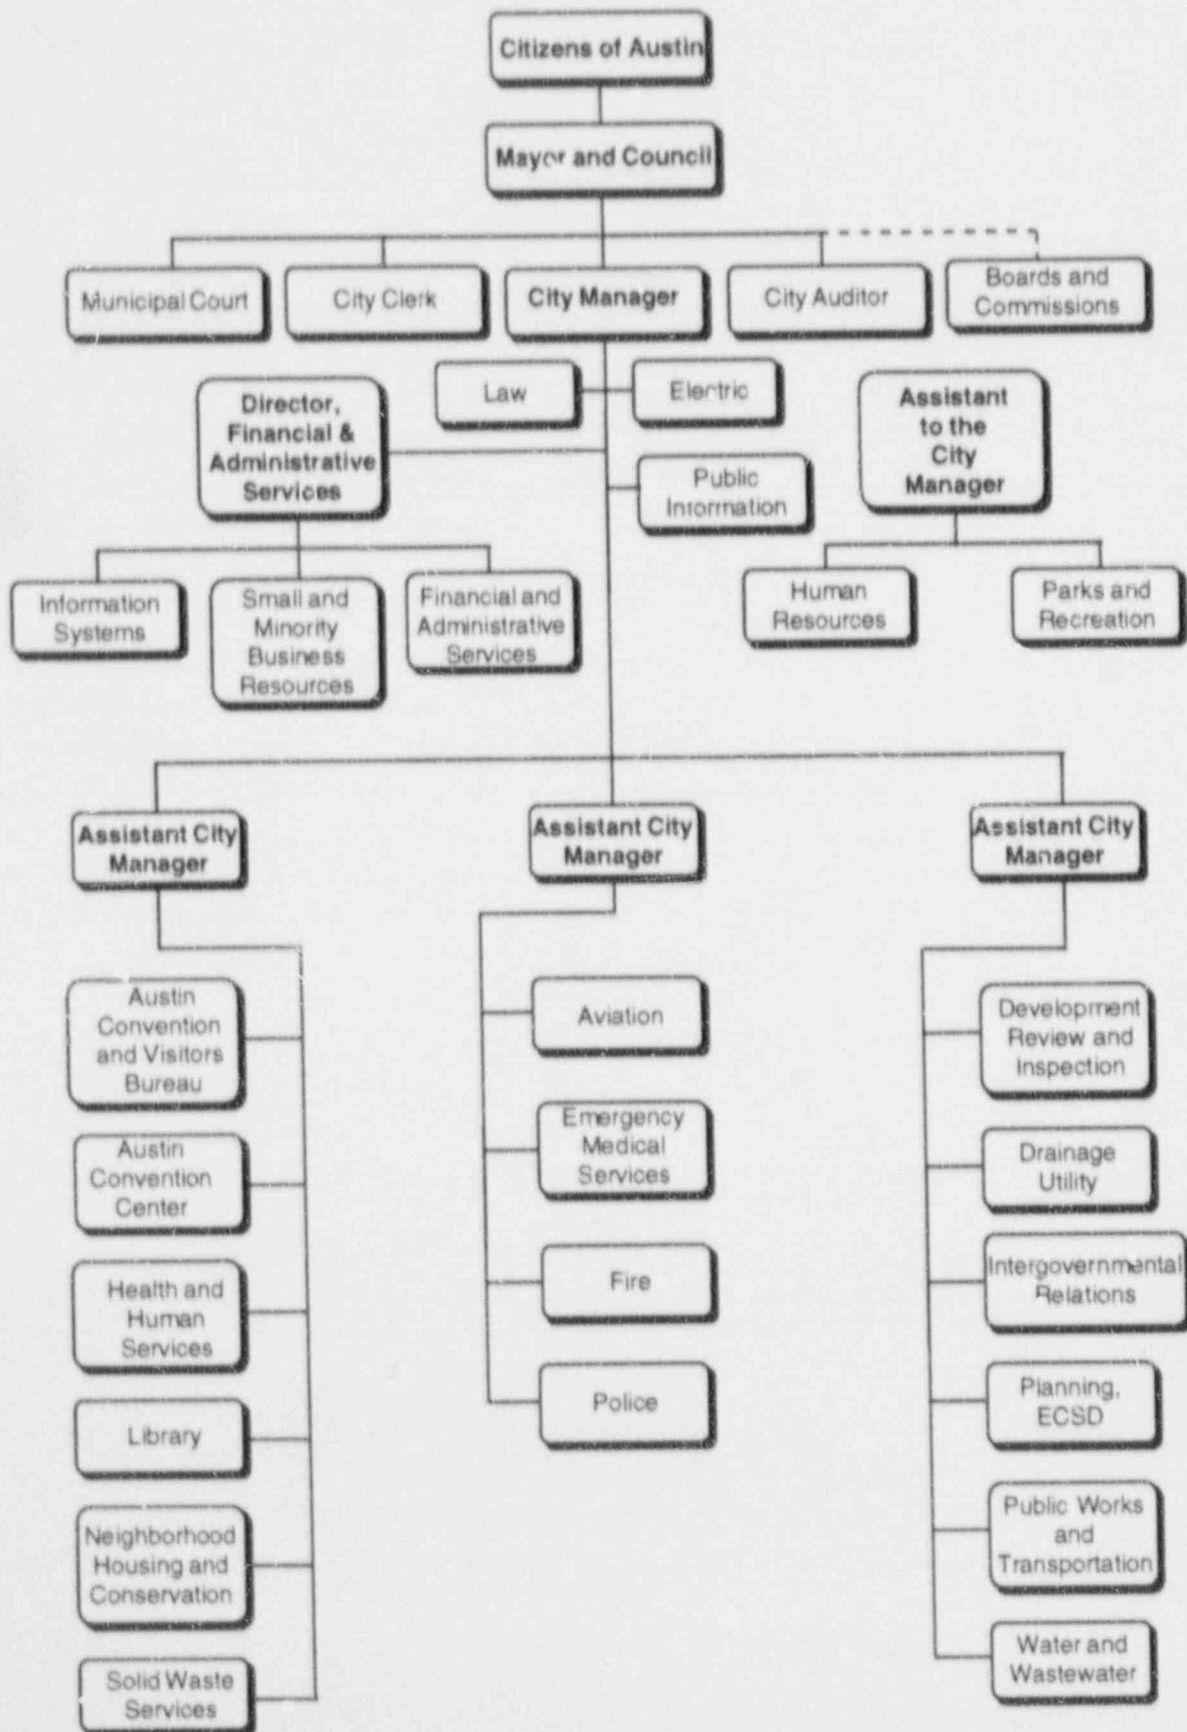 Citizens of Austin
Mayor and Council
Municipal Court
City Clerk
City Manager
City Auditor
Boards and
Commissions
Law
Electric
Director,
Financial &
Administrative
Services
Public
Information
Assistant
to the
City
Manager
Information
Systems
Small and
Minority
Business
Resources
Financial and
Administrative
Services
Human
Resources
Parks and
Recreation
Assistant City
Manager
Assistant City
Manager
Assistant City
Manager
Austin
Convention
and Visitors
Bureau
Austin
Convention
Center
Health and
Human
Services
Library
Neighborhood
Housing and
Conservation
Solid Waste
Services
Aviation
Emergency
Medical
Services
Fire
Police
Development
Review and
Inspection
Drainage
Utility
Intergovernmental
Relations
Planning,
ECSD
Public Works
and
Transportation
Water and
Wastewater